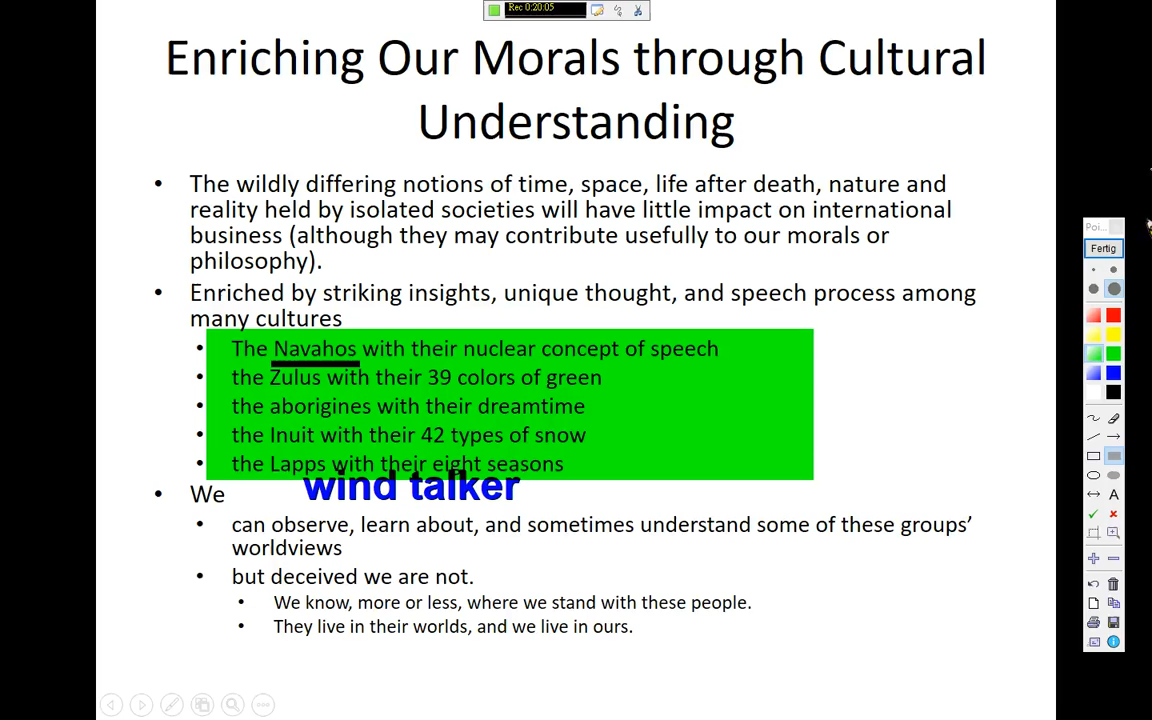 Rec 0:20:05
Enriching Our Morals through Cultural
Understanding
• The wildly differing notions of time, space, life after death, nature and
reality held by isolated societies will have little impact on international
business (although they may contribute usefully to our morals or
philosophy).
• Enriched by striking insights, unique thought, and speech process among
many cultures
• The Navahos with their nuclear concept of speech
• the Zulus with their 39 colors of green
• the aborigines with their dreamtime
• the Inuit with their 42 types of snow
• the Lapps with their eight seasons
wind talker
• We
• can observe, learn about, and sometimes understand some of these groups’
worldviews
• but deceived we are not.
• We know, more or less, where we stand with these people.
• They live in their worlds, and we live in ours.
Poi...
Fertig
A